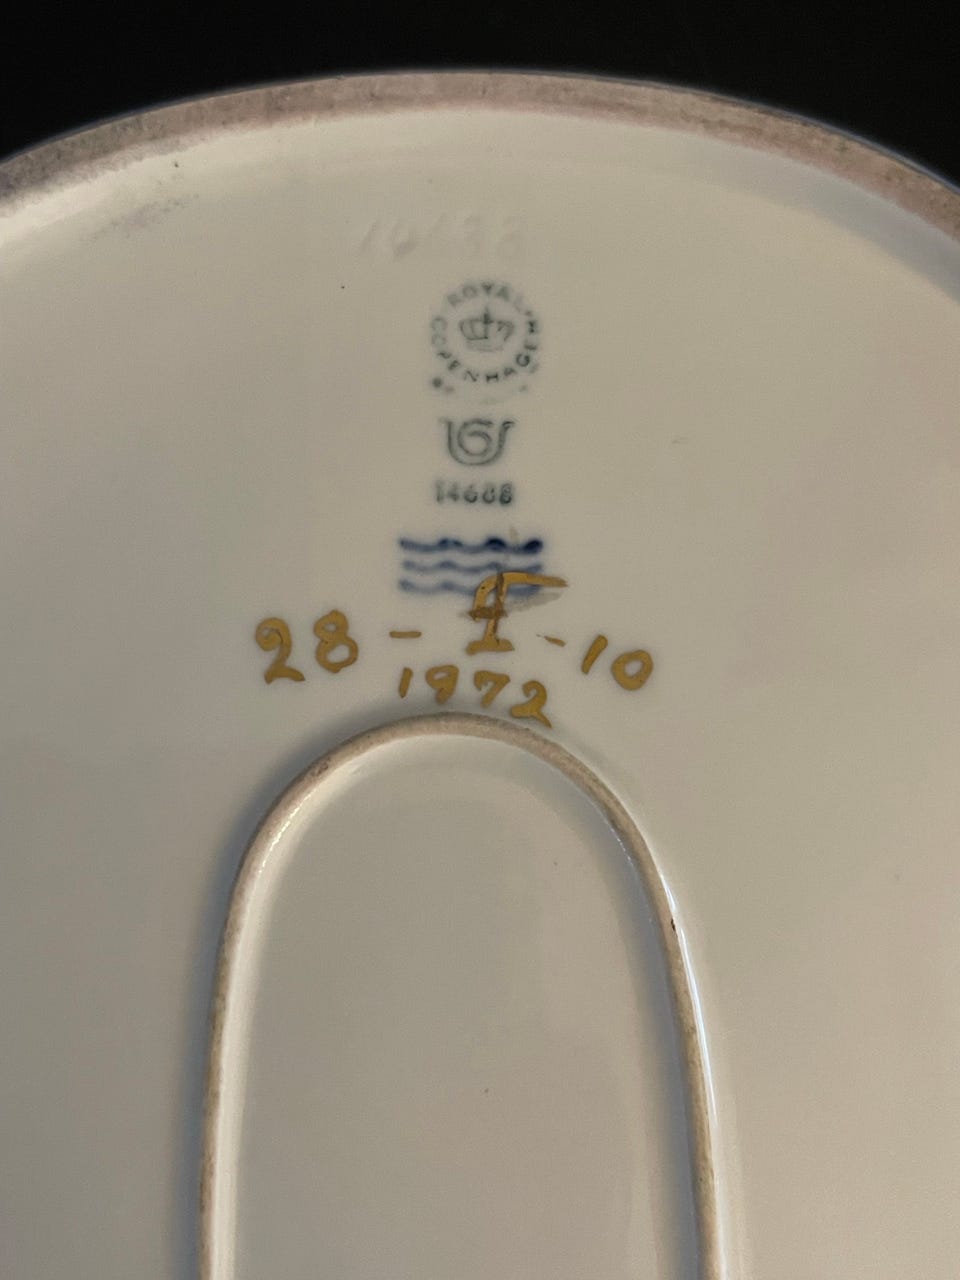 ROYAL
COPENHAGEN
14688
28 - F - 10
1972